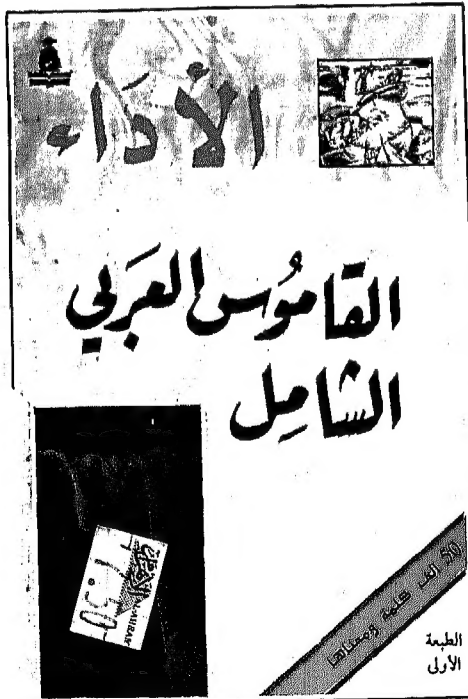 الأداء
القاموس العربي
الشامل
50 ألف كلمة ومعناها
الطبعة
الأولى